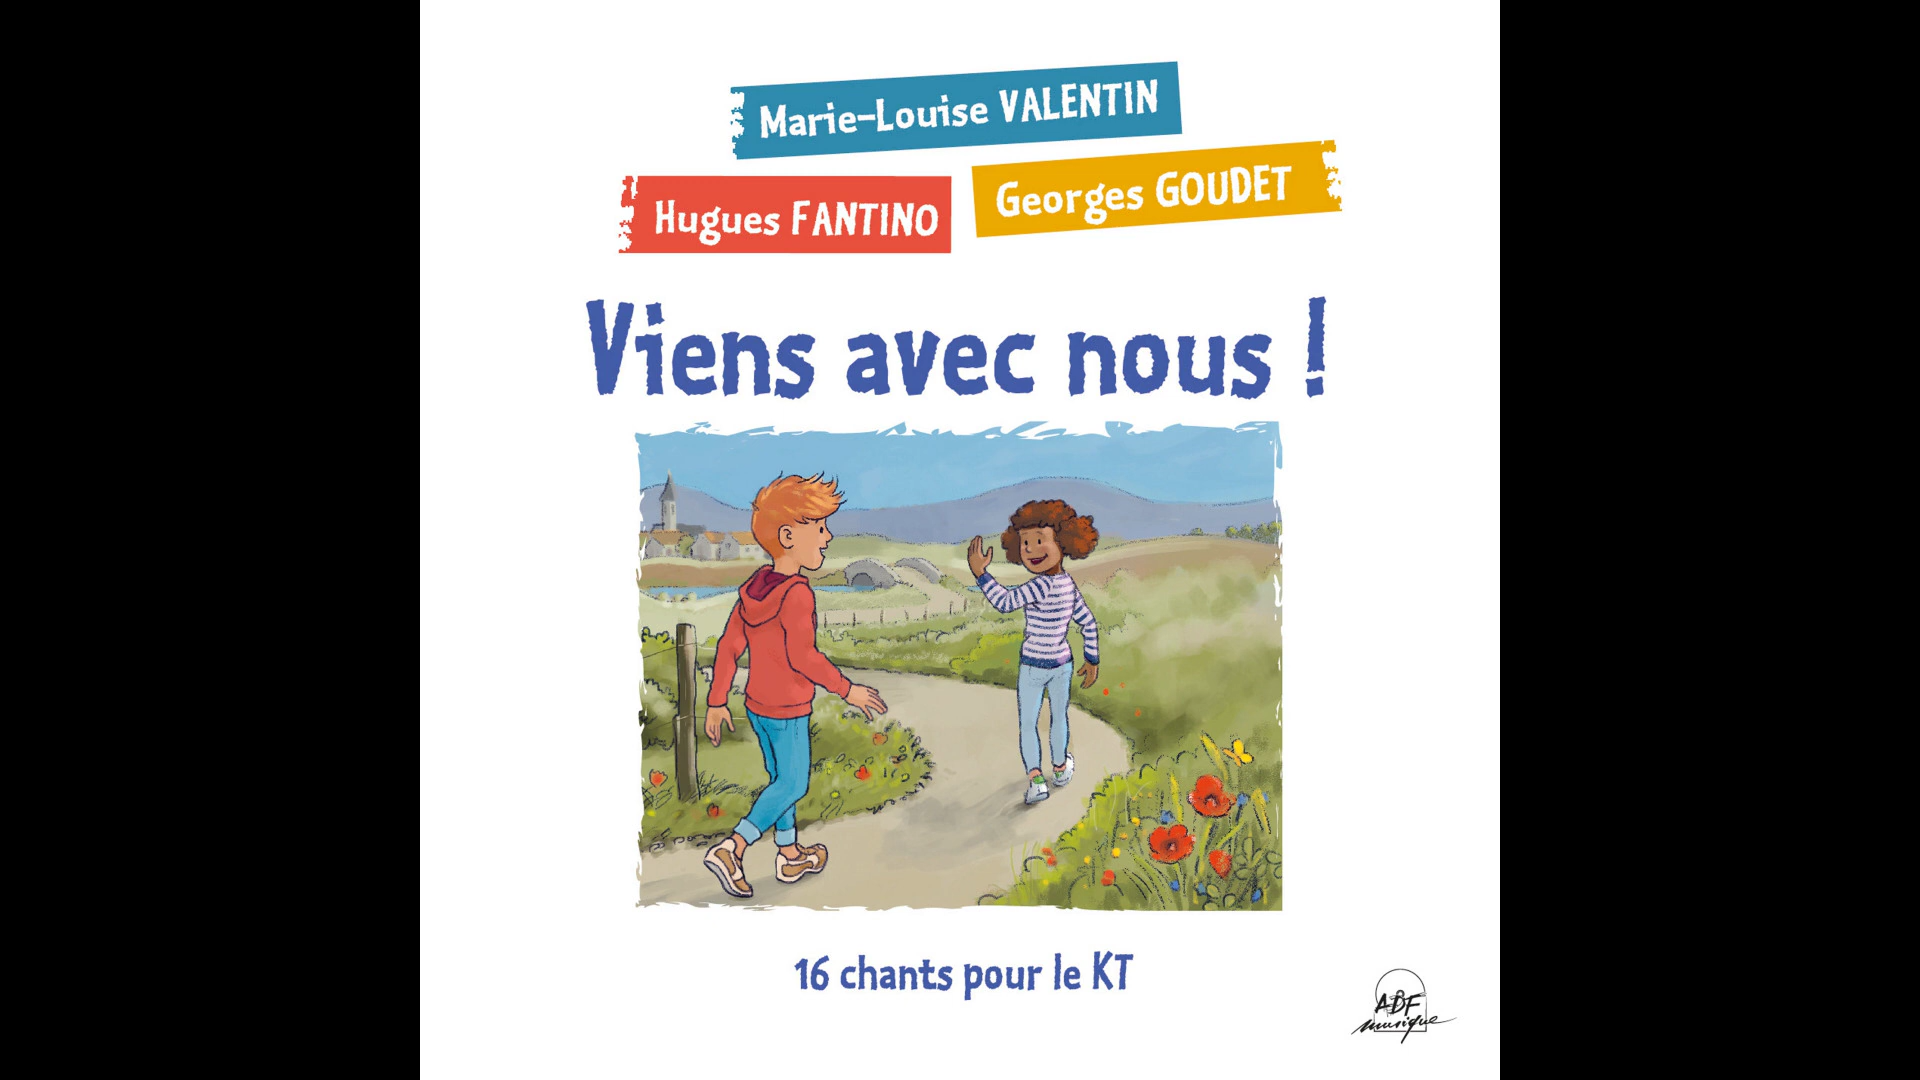 Marie-Louise VALENTIN
Hugues FANTINO
Georges GOUDET
Viens avec nous !
16 chants pour le KT
ADF
musique